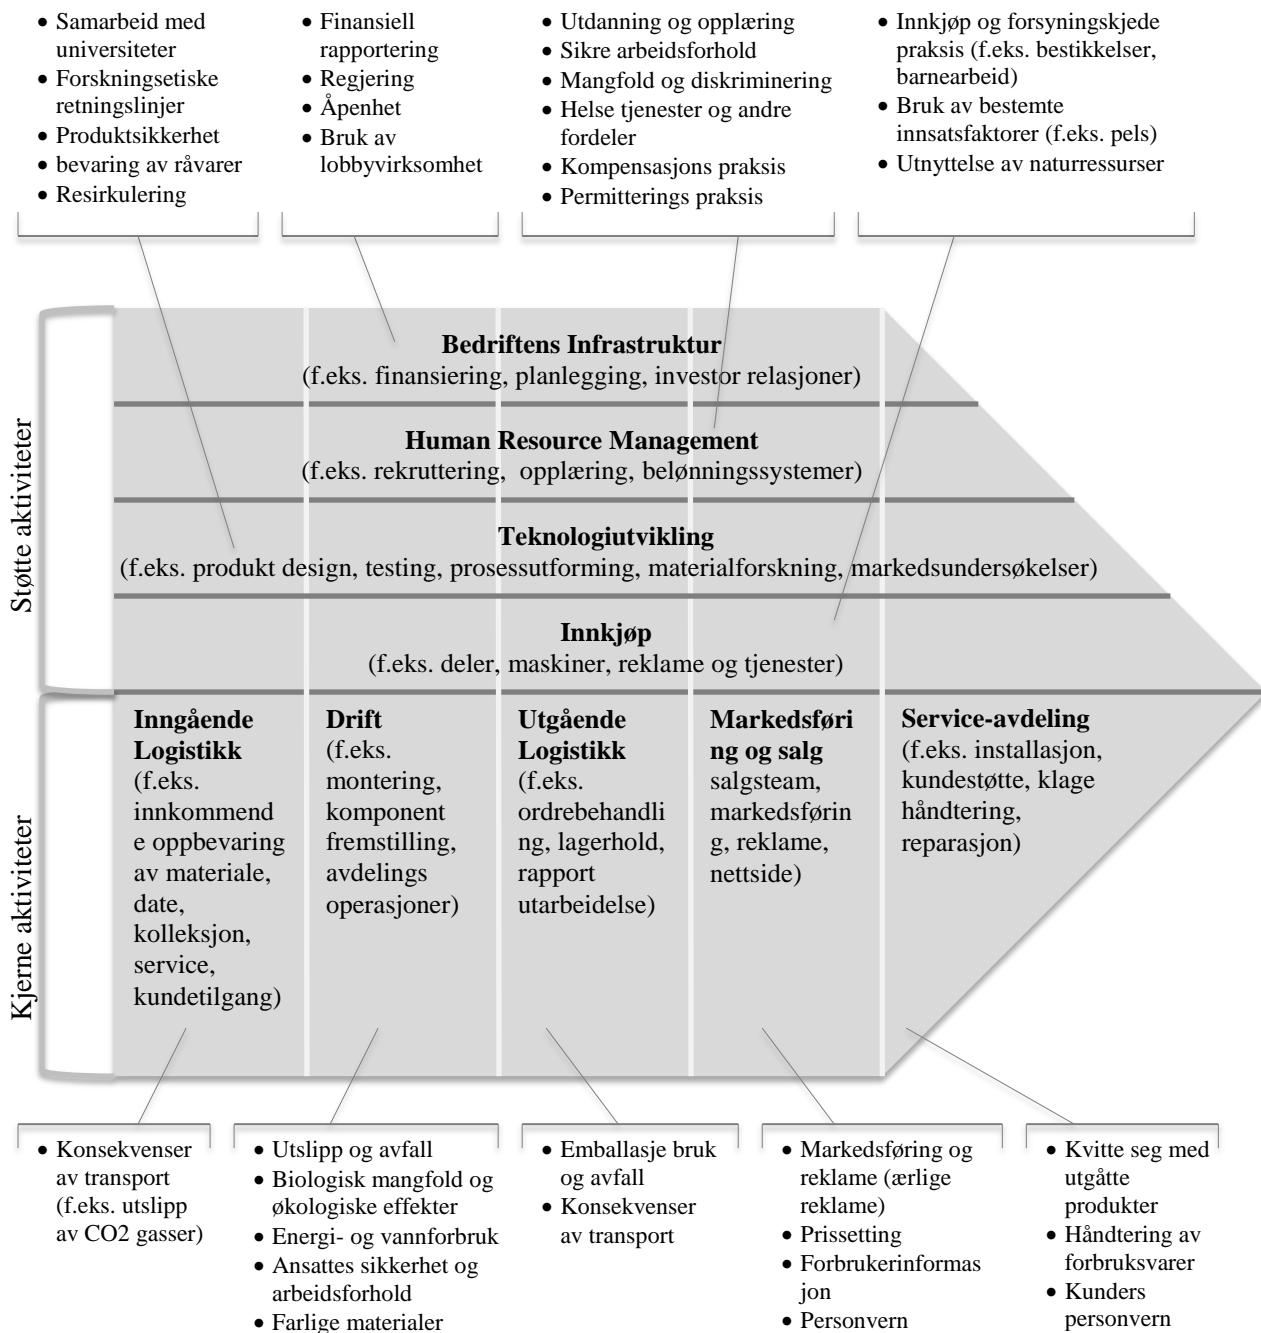 • Samarbeid med
universiteter
• Forskningsetiske
retningslinjer
• Produktsikkerhet
• bevaring av råvarer
• Resirkulering
• Finansiell
rapportering
• Regjering
• Åpenhet
• Bruk av
lobbyvirksomhet
• Utdanning og opplæring
• Sikre arbeidsforhold
• Mangfold og diskriminering
• Helse tjenester og andre
fordeler
• Kompensasjons praksis
• Permitterings praksis
• Innkjøp og forsyningskjede
praksis (f.eks. bestikkelser,
barnearbeid)
• Bruk av bestemte
innsatsfaktorer (f.eks. pels)
• Utnyttelse av naturressurser
Støtte aktiviteter
Bedriftens Infrastruktur
(f.eks. finansiering, planlegging, investor relasjoner)
Human Resource Management
(f.eks. rekruttering, opplæring, belønningssystemer)
Teknologiutvikling
(f.eks. produkt design, testing, prosessutforming, materialforskning, markedsundersøkelser)
Innkjøp
(f.eks. deler, maskiner, reklame og tjenester)
Kjerne aktiviteter
Inngående
Logistikk
(f.eks.
innkommend
e oppbevaring
av materiale,
date,
kolleksjon,
service,
kundetilgang)
Drift
(f.eks.
montering,
komponent
fremstilling,
avdelings
operasjoner)
Utgående
Logistikk
(f.eks.
ordrebehandli
ng, lagerhold,
rapport
utarbeidelse)
Markedsføri
ng og salg
salgsteam,
markedsførin
g, reklame,
nettside)
Service-avdeling
(f.eks. installasjon,
kundestøtte, klage
håndtering,
reparasjon)
• Konsekvenser
av transport
(f.eks. utslipp
av CO2 gasser)
• Utslipp og avfall
• Biologisk mangfold og
økologiske effekter
• Energi- og vannforbruk
• Ansattes sikkerhet og
arbeidsforhold
• Farlige materialer
• Emballasje bruk
og avfall
• Konsekvenser
av transport
• Markedsføring og
reklame (ærlige
reklame)
• Prissetting
• Forbrukerinformas
jon
• Personvern
• Kvitte seg med
utgåtte
produkter
• Håndtering av
forbruksvarer
• Kunders
personvern